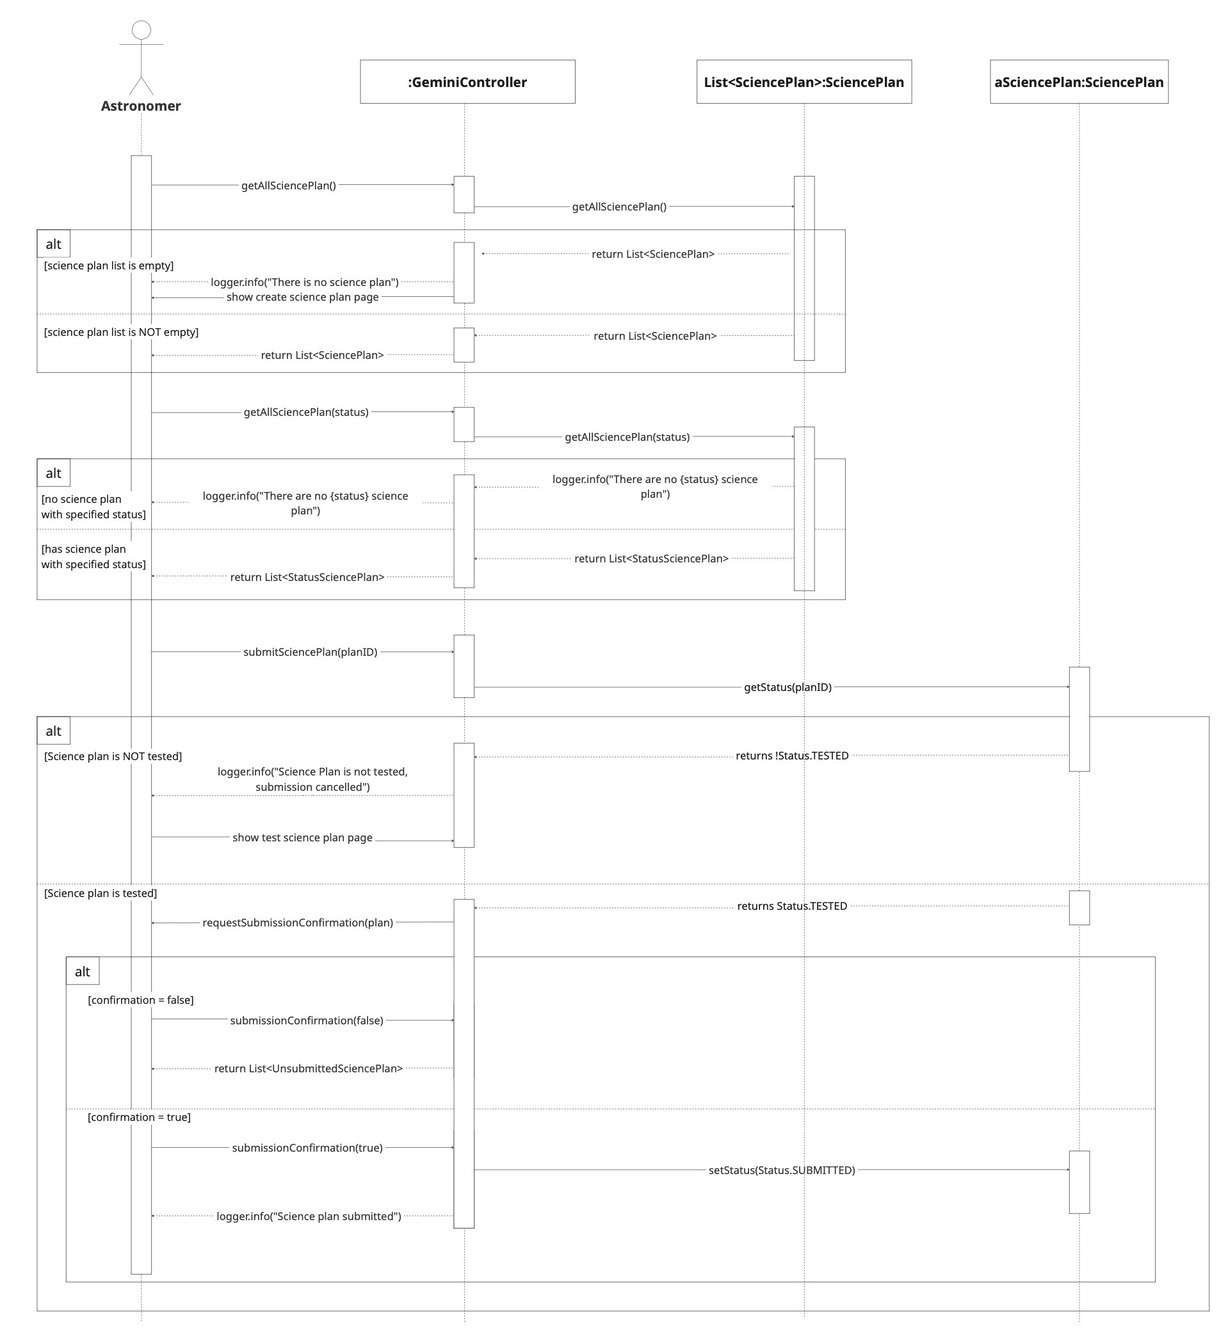 Astronomer
:GeminiController
List<SciencePlan>:SciencePlan
aSciencePlan:SciencePlan
getAllSciencePlan()
getAllSciencePlan()
alt
return List<SciencePlan>
[science plan list is empty]
logger.info("There is no science plan")
show create science plan page
[science plan list is NOT empty]
return List<SciencePlan>
return List<SciencePlan>
getAllSciencePlan(status)
getAllSciencePlan(status)
alt
logger.info("There are no {status} science
plan")
[no science plan
with specified status]
logger.info("There are no {status} science
plan")
[has science plan
with specified status]
return List<StatusSciencePlan>
return List<StatusSciencePlan>
submitSciencePlan(planID)
getStatus(planID)
alt
[Science plan is NOT tested]
returns !Status.TESTED
logger.info("Science Plan is not tested,
submission cancelled")
show test science plan page
[Science plan is tested]
returns Status.TESTED
requestSubmissionConfirmation(plan)
alt
[confirmation = false]
submissionConfirmation(false)
return List<UnsubmittedSciencePlan>
[confirmation = true]
submissionConfirmation(true)
setStatus(Status.SUBMITTED)
logger.info("Science plan submitted")